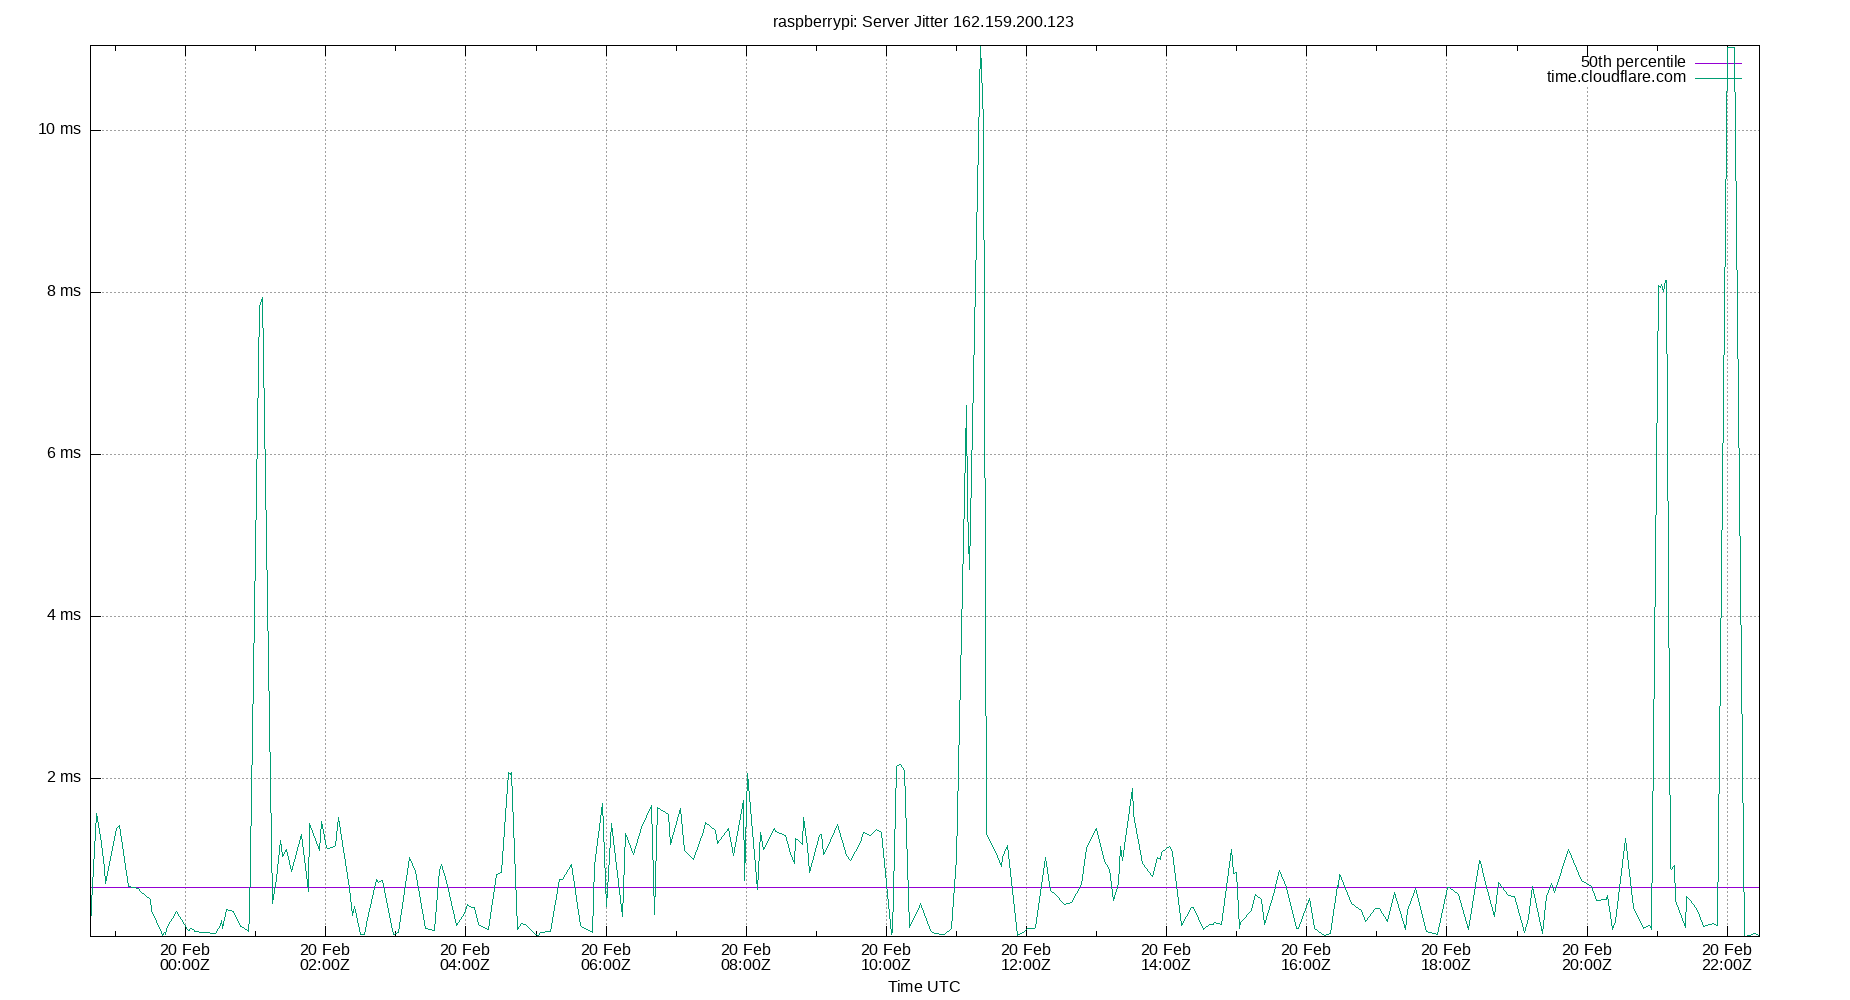 raspberrypi: Server Jitter 162.159.200.123
50th percentile
time.cloudflare.com
10 ms
8 ms
6 ms
4 ms
2 ms
20 Feb 20 Feb 20 Feb 20 Feb 20 Feb 20 Feb 20 Feb 20 Feb 20 Feb 20 Feb 20 Feb 20 Feb
00:00Z 02:00Z 04:00Z 06:00Z 08:00Z 10:00Z 12:00Z 14:00Z 16:00Z 18:00Z 20:00Z 22:00Z
Time UTC